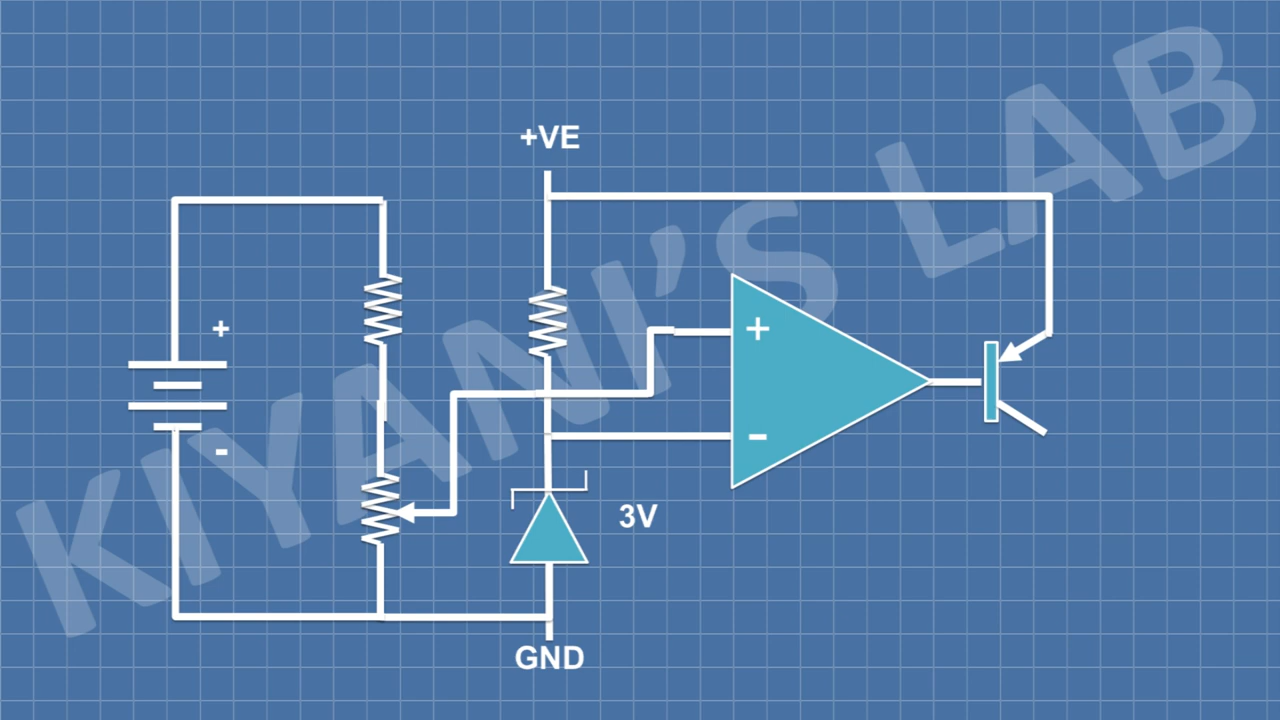 +VE
+
-
+
-
3V
GND
KIYANI'S LAB